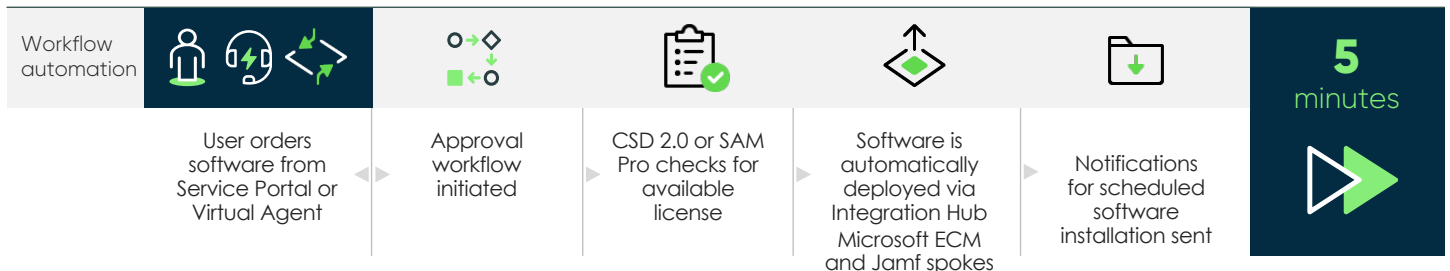 Workflow
automation
User orders
software from
Service Portal or
Virtual Agent
Approval
workflow
initiated
CSD 2.0 or SAM
Pro checks for
available
license
Software is
automatically
deployed via
Integration Hub
Microsoft ECM
and Jamf spokes
Notifications
for scheduled
software
installation sent
5
minutes